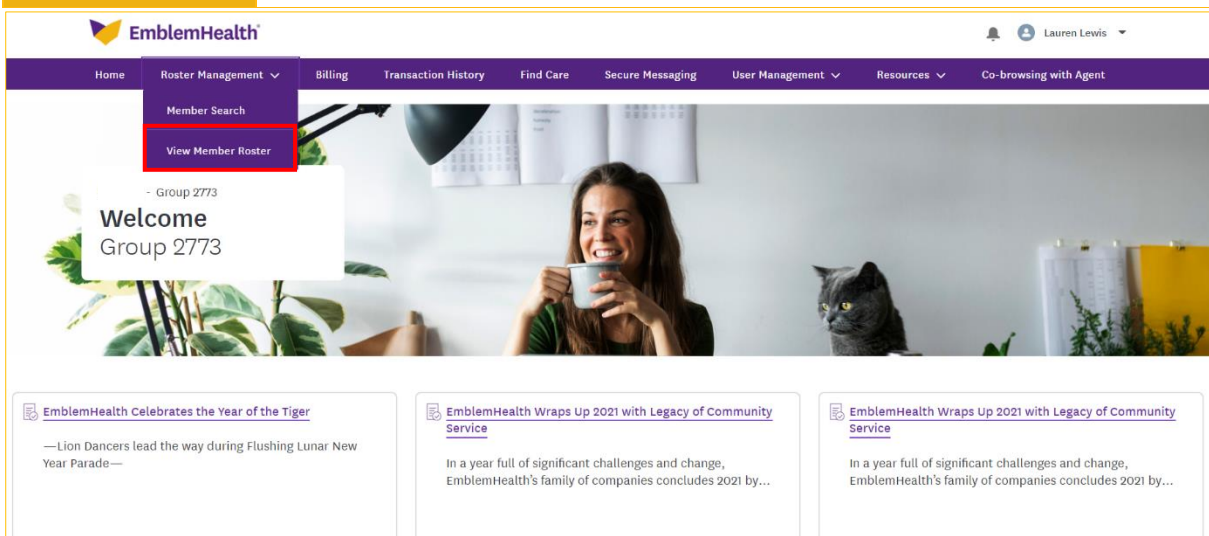 EmblemHealth
Lauren Lewis
Home Roster Management Billing Transaction History Find Care Secure Messaging User Management Resources Co-browsing with Agent
Member Search
View Member Roster
- Group 2773
Welcome
Group 2773
EmblemHealth Celebrates the Year of the Tiger
—Lion Dancers lead the way during Flushing Lunar New
Year Parade—
EmblemHealth Wraps Up 2021 with Legacy of Community
Service
In a year full of significant challenges and change,
EmblemHealth's family of companies concludes 2021 by...
EmblemHealth Wraps Up 2021 with Legacy of Community
Service
In a year full of significant challenges and change,
EmblemHealth's family of companies concludes 2021 by...